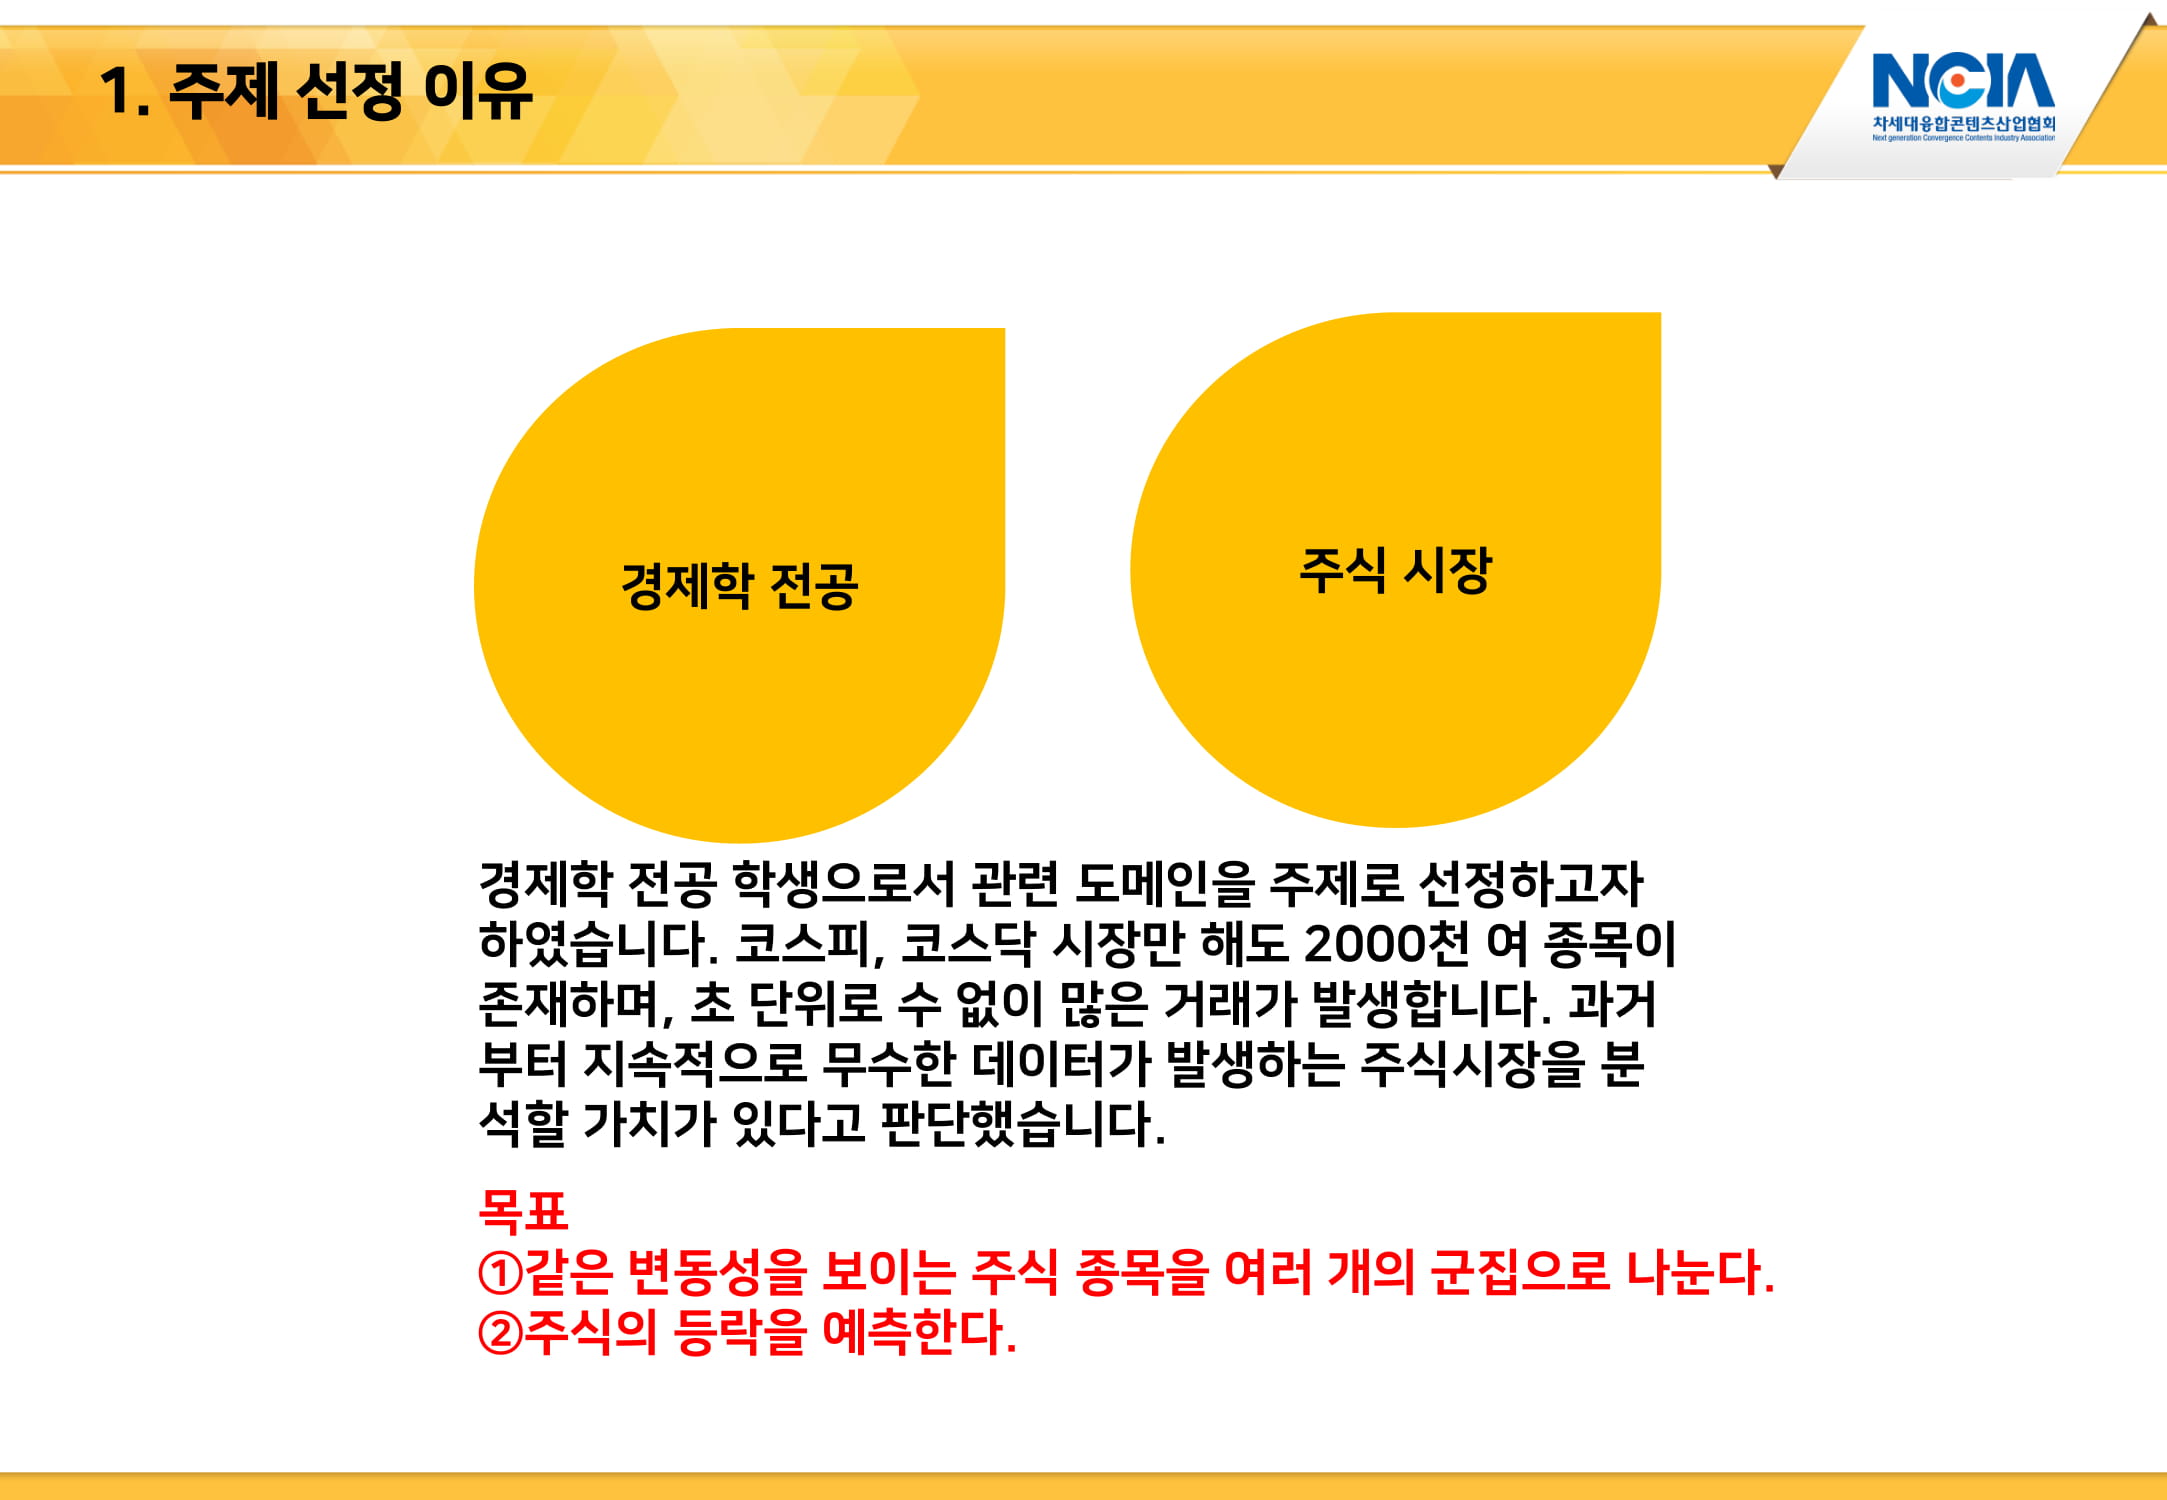 1. 주제 선정 이유
NCIA
차세대융합콘텐츠산업협회
Next generation Convergence Contents Industry Association
경제학 전공
주식 시장
경제학 전공 학생으로서 관련 도메인을 주제로 선정하고자
하였습니다. 코스피, 코스닥 시장만 해도 2000천 여 종목이
존재하며, 초 단위로 수 없이 많은 거래가 발생합니다. 과거
부터 지속적으로 무수한 데이터가 발생하는 주식시장을 분
석할 가치가 있다고 판단했습니다.
목표
①같은 변동성을 보이는 주식 종목을 여러 개의 군집으로 나눈다.
②주식의 등락을 예측한다.